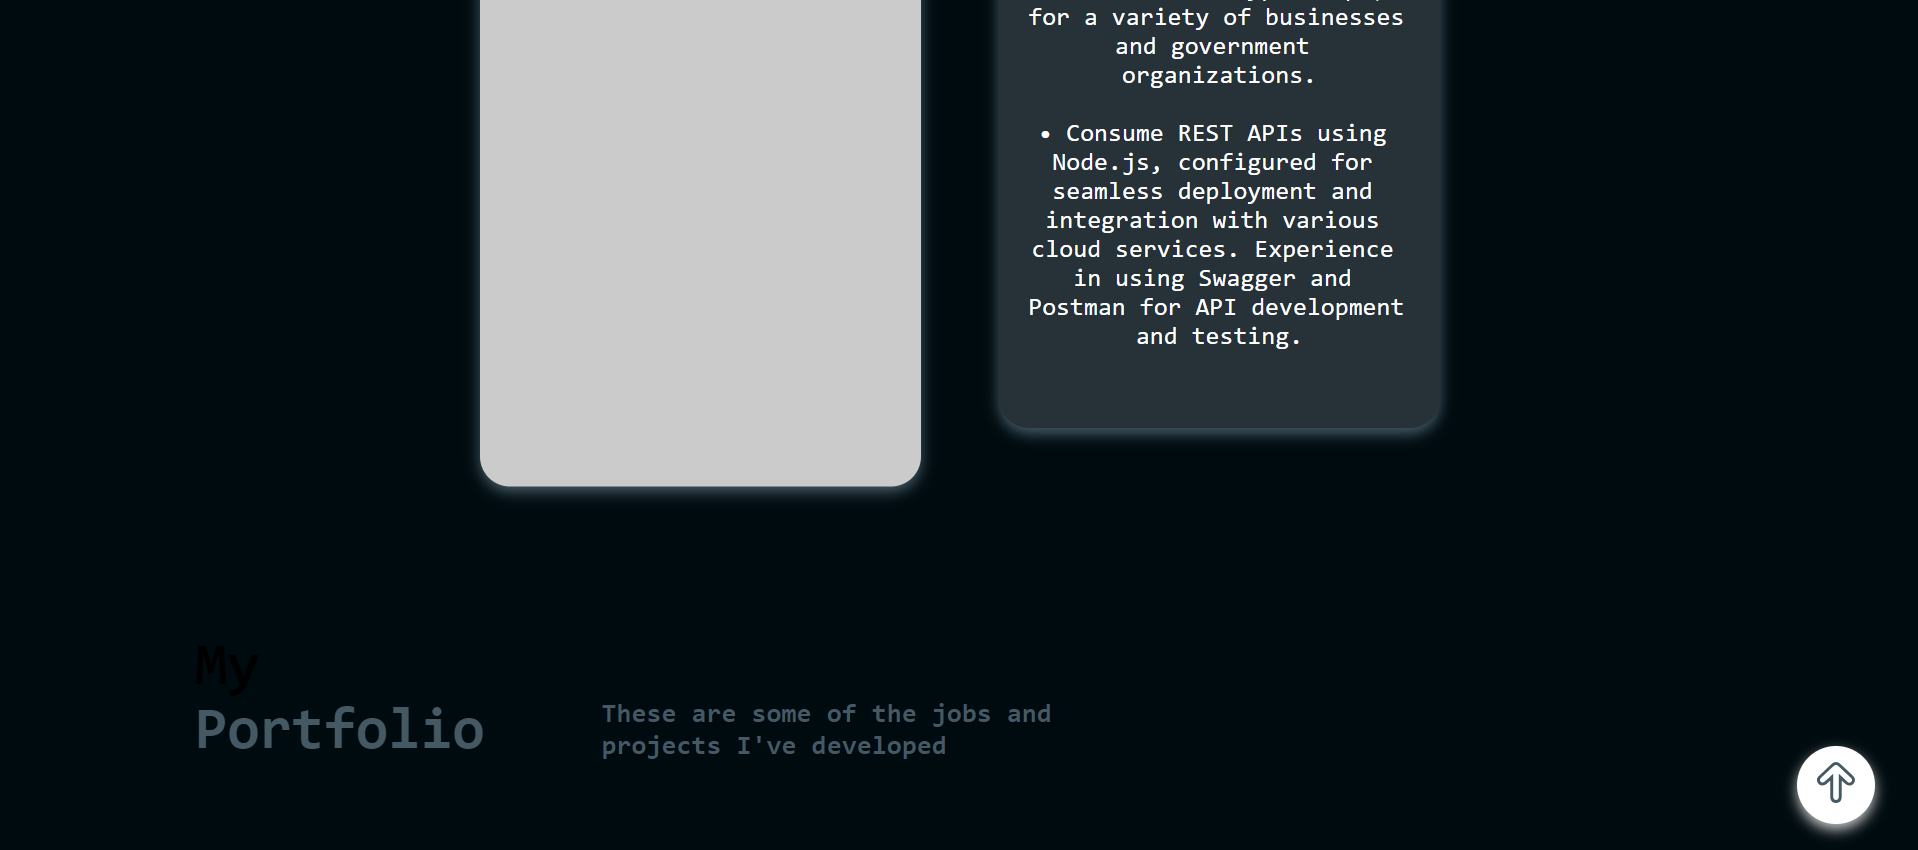 for a variety of businesses
and government
organizations.
• Consume REST APIs using
Node.js, configured for
seamless deployment and
integration with various
cloud services. Experience
in using Swagger and
Postman for API development
and testing.
My
Portfolio
These are some of the jobs and
projects I've developed